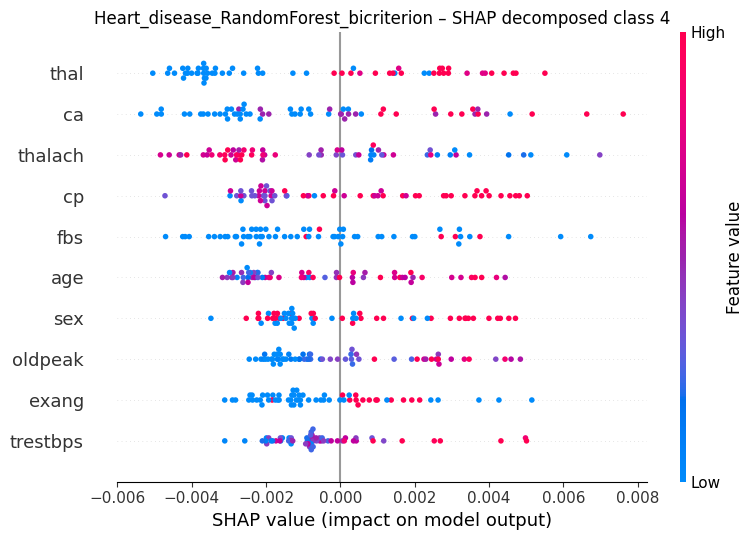 Heart_disease_RandomForest_bicriterion – SHAP decomposed class 4
High
thal
ca
thalach
cp
fbs
age
sex
oldpeak
exang
trestbps
Feature value
Low
−0.006 −0.004 −0.002 0.000 0.002 0.004 0.006 0.008
SHAP value (impact on model output)